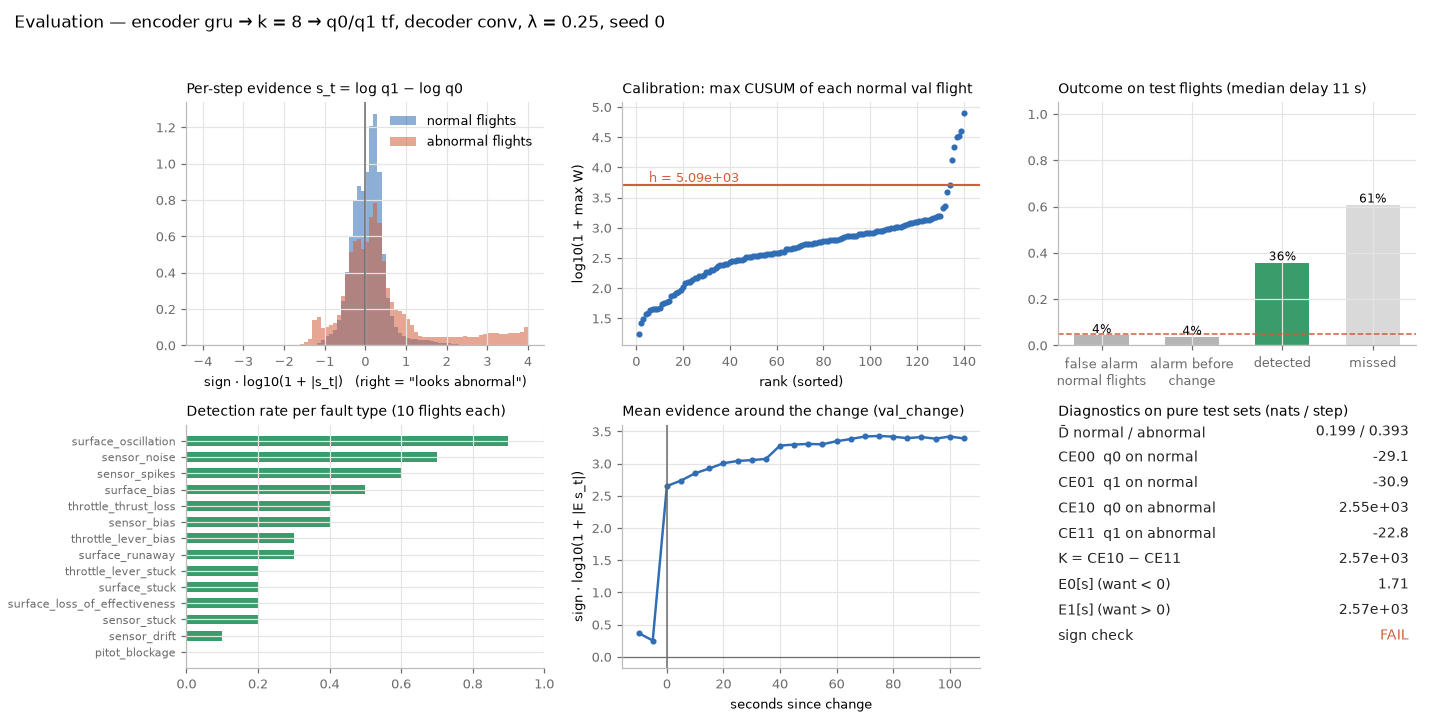 Evaluation — encoder gru → k = 8 → q0/q1 tf, decoder conv, λ = 0.25, seed 0
Per-step evidence s_t = log q1 − log q0
normal flights
abnormal flights
1.2
1.0
0.8
0.6
0.4
0.2
0.0
−4 −3 −2 −1 0 1 2 3 4
sign · log10(1 + |s_t|) (right = "looks abnormal")
Calibration: max CUSUM of each normal val flight
log10(1 + max W)
5.0
4.5
4.0
3.5
3.0
2.5
2.0
1.5
h = 5.09e+03
0 20 40 60 80 100 120 140
rank (sorted)
Outcome on test flights (median delay 11 s)
1.0
0.8
0.6
0.4
0.2
0.0
4%
4%
36%
61%
false alarm
normal flights
alarm before
change
detected
missed
Detection rate per fault type (10 flights each)
surface_oscillation
sensor_noise
sensor_spikes
surface_bias
throttle_thrust_loss
sensor_bias
throttle_lever_bias
surface_runaway
throttle_lever_stuck
surface_stuck
surface_loss_of_effectiveness
sensor_stuck
sensor_drift
pitot_blockage
0.0 0.2 0.4 0.6 0.8 1.0
Mean evidence around the change (val_change)
sign · log10(1 + |E s_t|)
3.5
3.0
2.5
2.0
1.5
1.0
0.5
0.0
0 20 40 60 80 100
seconds since change
Diagnostics on pure test sets (nats / step)
D̄ normal / abnormal 0.199 / 0.393
CE00 q0 on normal -29.1
CE01 q1 on normal -30.9
CE10 q0 on abnormal 2.55e+03
CE11 q1 on abnormal -22.8
K = CE10 − CE11 2.57e+03
E0[s] (want < 0) 1.71
E1[s] (want > 0) 2.57e+03
sign check FAIL